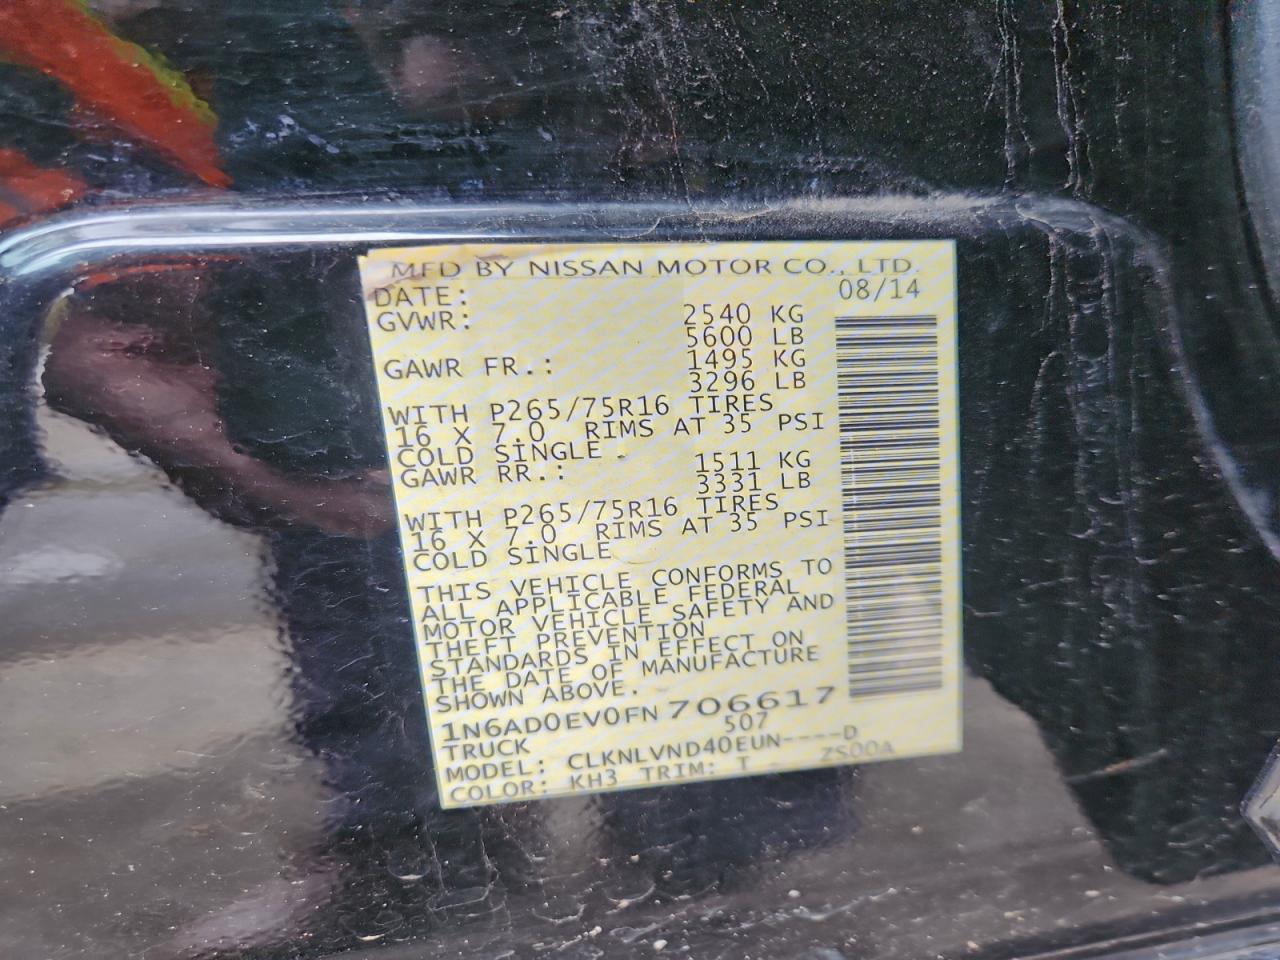 MFD BY NISSAN MOTOR CO., LTD.
DATE: 08/14
GVWR: 2540 KG
5600 LB
GAWR FR.: 1495 KG
3296 LB
WITH P265/75R16 TIRES
16 X 7.0 RIMS AT 35 PSI
COLD SINGLE .
GAWR RR.: 1511 KG
3331 LB
WITH P265/75R16 TIRES
16 X 7.0 RIMS AT 35 PSI
COLD SINGLE
THIS VEHICLE CONFORMS TO
ALL APPLICABLE FEDERAL
MOTOR VEHICLE SAFETY AND
THEFT PREVENTION
STANDARDS IN EFFECT ON
THE DATE OF MANUFACTURE
SHOWN ABOVE.
1N6AD0EV0FN706617
TRUCK 507
MODEL: CLKNLVND40EUN----D
COLOR: KH3 TRIM: T - ZS00A